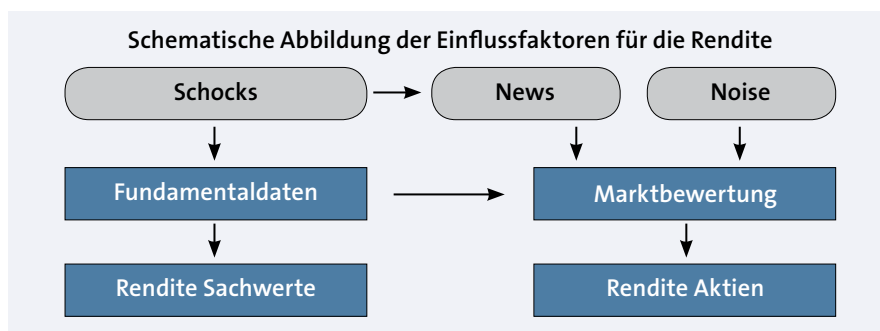 Schematische Abbildung der Einflussfaktoren für die Rendite
Schocks
News
Noise
Fundamentaldaten
Marktbewertung
Rendite Sachwerte
Rendite Aktien